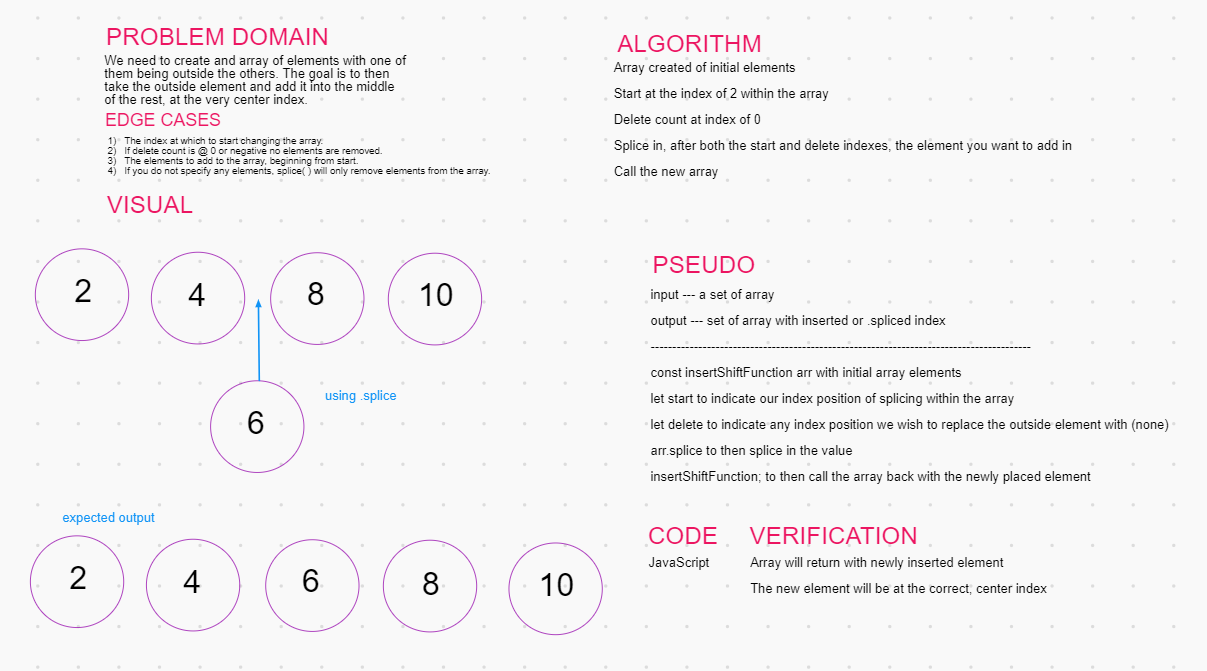 PROBLEM DOMAIN
We need to create and array of elements with one of
them being outside the others. The goal is to then
take the outside element and add it into the middle
of the rest, at the very center index.
EDGE CASES
1) The index at which to start changing the array.
2) If delete count is @ 0 or negative no elements are removed.
3) The elements to add to the array, beginning from start.
4) If you do not specify any elements, splice( ) will only remove elements from the array.
VISUAL
2 4 8 10
6
using .splice
expected output
2 4 6 8 10
ALGORITHM
Array created of initial elements
Start at the index of 2 within the array
Delete count at index of 0
Splice in, after both the start and delete indexes, the element you want to add in
Call the new array
PSEUDO
input --- a set of array
output --- set of array with inserted or .spliced index
----------------------------------------------------------------------------------------
const insertShiftFunction arr with initial array elements
let start to indicate our index position of splicing within the array
let delete to indicate any index position we wish to replace the outside element with (none)
arr.splice to then splice in the value
insertShiftFunction; to then call the array back with the newly placed element
CODE
JavaScript
VERIFICATION
Array will return with newly inserted element
The new element will be at the correct, center index